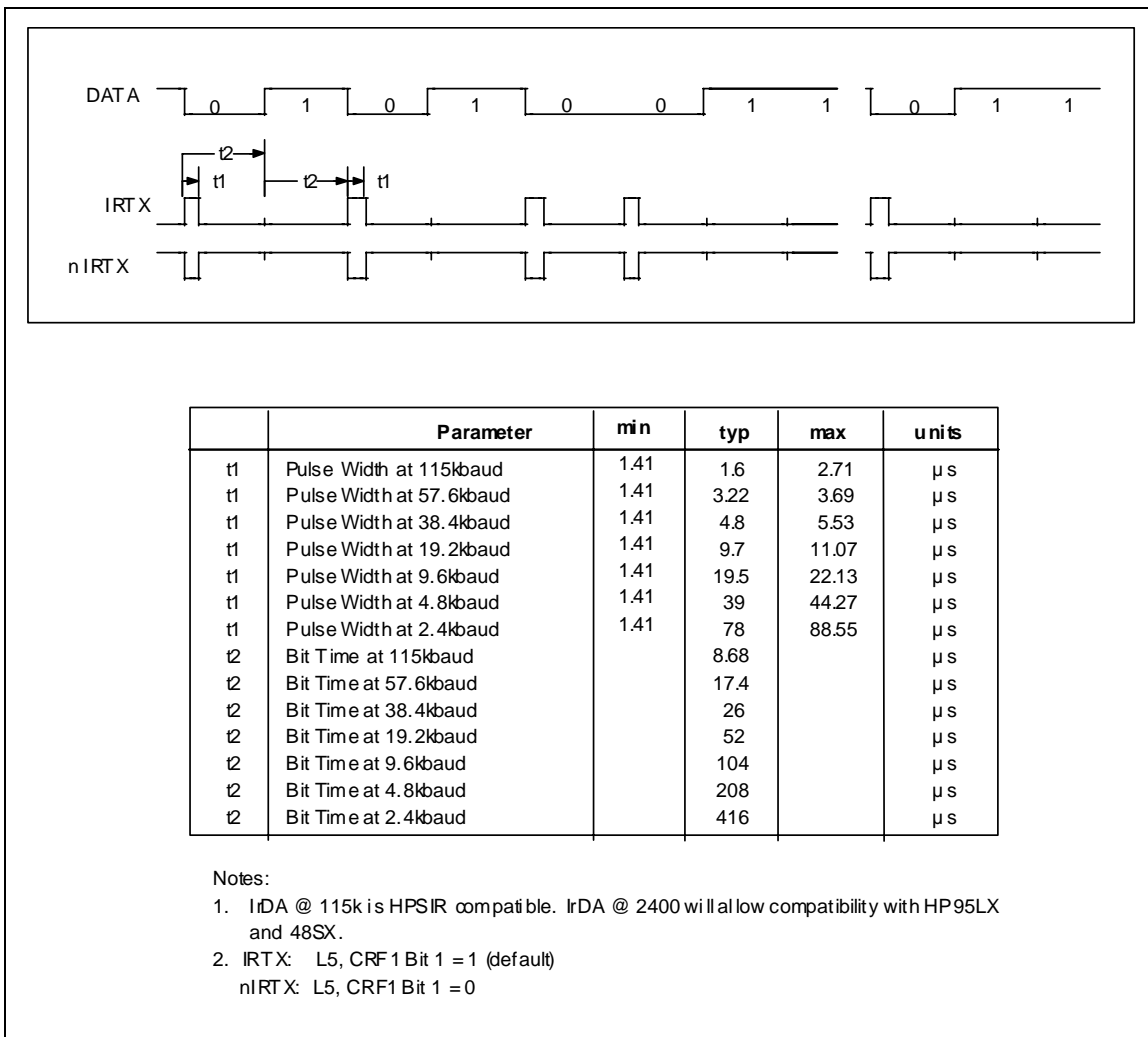 DATA
0 1 0 1 0 0 1 1 0 1 1
t2
t1 t2 t1
IRTX
nIRTX
Parameter min typ max units
t1 Pulse Width at 115kbaud 1.41 1.6 2.71 µs
t1 Pulse Width at 57.6kbaud 1.41 3.22 3.69 µs
t1 Pulse Width at 38.4kbaud 1.41 4.8 5.53 µs
t1 Pulse Width at 19.2kbaud 1.41 9.7 11.07 µs
t1 Pulse Width at 9.6kbaud 1.41 19.5 22.13 µs
t1 Pulse Width at 4.8kbaud 1.41 39 44.27 µs
t1 Pulse Width at 2.4kbaud 1.41 78 88.55 µs
t2 Bit Time at 115kbaud 8.68 µs
t2 Bit Time at 57.6kbaud 17.4 µs
t2 Bit Time at 38.4kbaud 26 µs
t2 Bit Time at 19.2kbaud 52 µs
t2 Bit Time at 9.6kbaud 104 µs
t2 Bit Time at 4.8kbaud 208 µs
t2 Bit Time at 2.4kbaud 416 µs
Notes:
1. IrDA @ 115k is HPSIR compatible. IrDA @ 2400 will allow compatibility with HP95LX
and 48SX.
2. IRTX: L5, CRF1 Bit 1 = 1 (default)
nIRTX: L5, CRF1 Bit 1 = 0